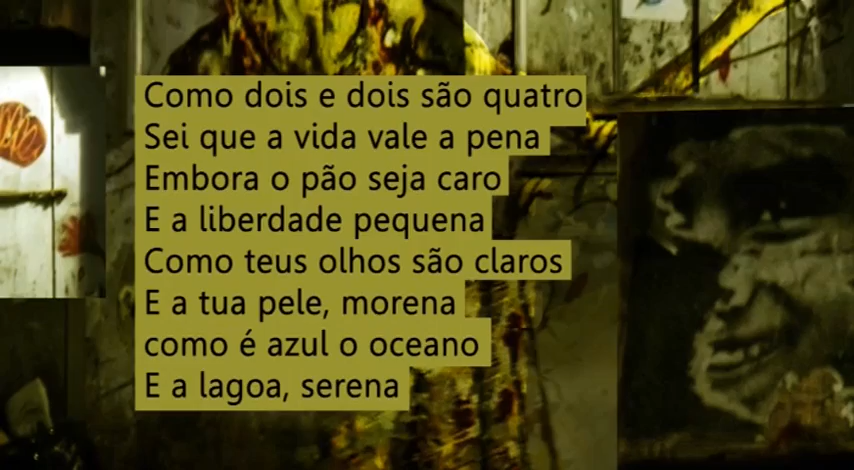 Como dois e dois são quatro
Sei que a vida vale a pena
Embora o pão seja caro
E a liberdade pequena
Como teus olhos são claros
E a tua pele, morena
como é azul o oceano
E a lagoa, serena